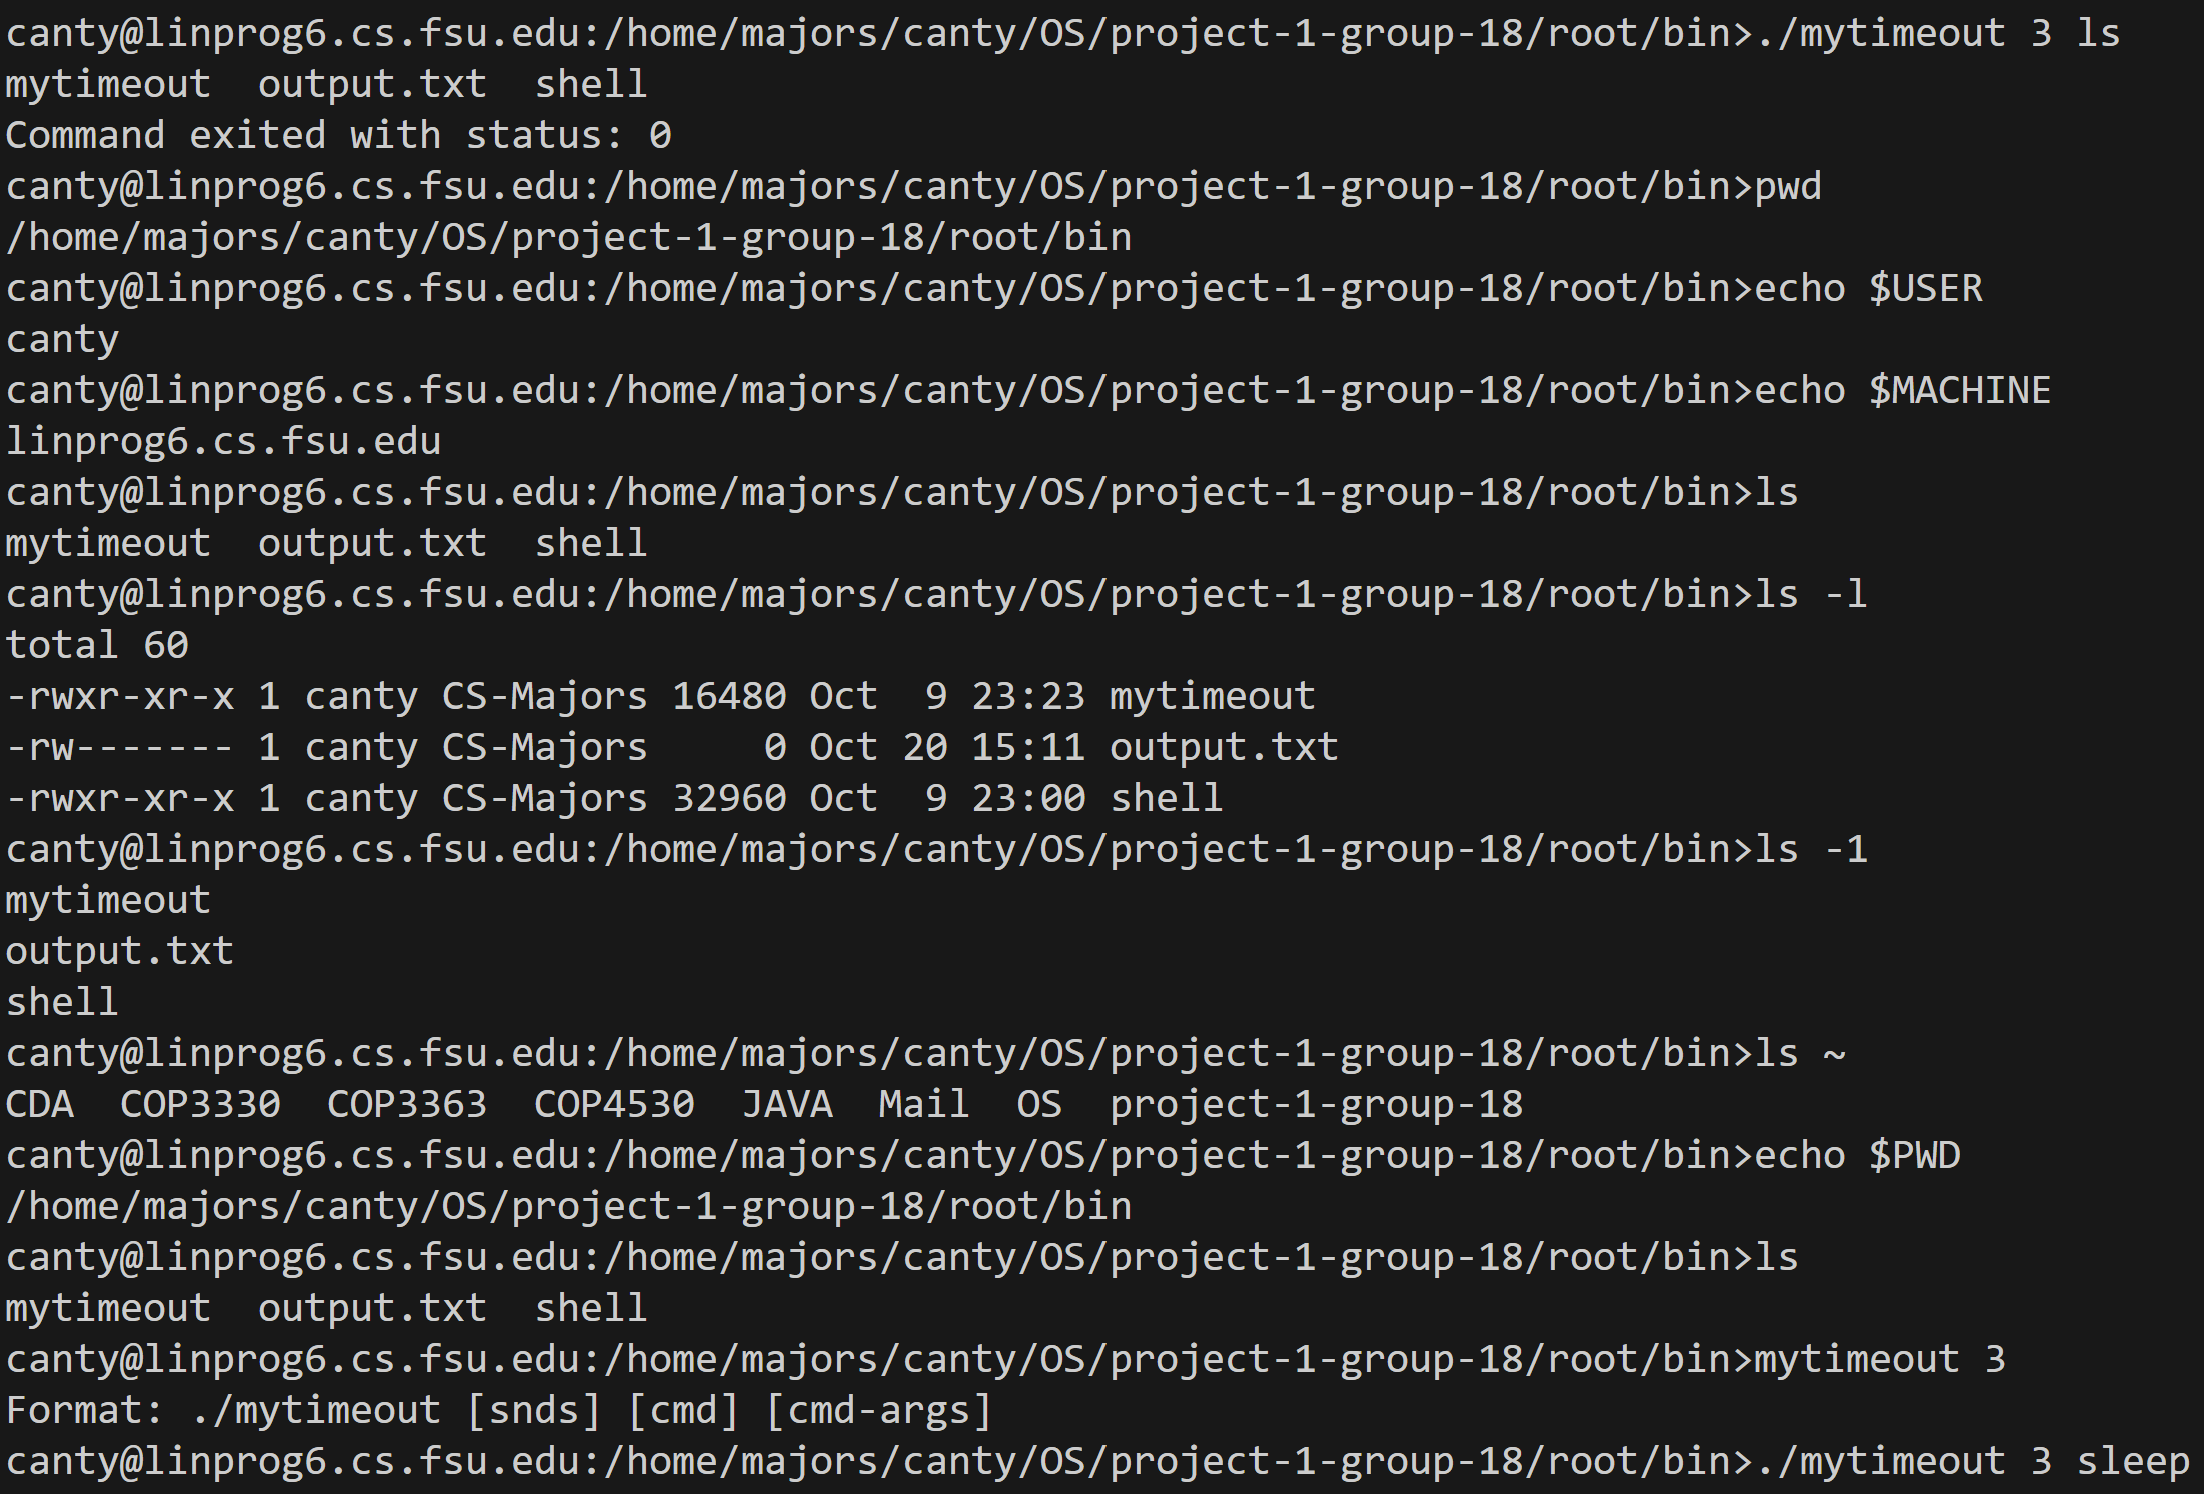 canty@linprog6.cs.fsu.edu:/home/majors/canty/OS/project-1-group-18/root/bin>./mytimeout 3 ls
mytimeout  output.txt  shell
Command exited with status: 0
canty@linprog6.cs.fsu.edu:/home/majors/canty/OS/project-1-group-18/root/bin>pwd
/home/majors/canty/OS/project-1-group-18/root/bin
canty@linprog6.cs.fsu.edu:/home/majors/canty/OS/project-1-group-18/root/bin>echo $USER
canty
canty@linprog6.cs.fsu.edu:/home/majors/canty/OS/project-1-group-18/root/bin>echo $MACHINE
linprog6.cs.fsu.edu
canty@linprog6.cs.fsu.edu:/home/majors/canty/OS/project-1-group-18/root/bin>ls
mytimeout  output.txt  shell
canty@linprog6.cs.fsu.edu:/home/majors/canty/OS/project-1-group-18/root/bin>ls -l
total 60
-rwxr-xr-x 1 canty CS-Majors 16480 Oct  9 23:23 mytimeout
-rw------- 1 canty CS-Majors     0 Oct 20 15:11 output.txt
-rwxr-xr-x 1 canty CS-Majors 32960 Oct  9 23:00 shell
canty@linprog6.cs.fsu.edu:/home/majors/canty/OS/project-1-group-18/root/bin>ls -1
mytimeout
output.txt
shell
canty@linprog6.cs.fsu.edu:/home/majors/canty/OS/project-1-group-18/root/bin>ls ~
CDA  COP3330  COP3363  COP4530  JAVA  Mail  OS  project-1-group-18
canty@linprog6.cs.fsu.edu:/home/majors/canty/OS/project-1-group-18/root/bin>echo $PWD
/home/majors/canty/OS/project-1-group-18/root/bin
canty@linprog6.cs.fsu.edu:/home/majors/canty/OS/project-1-group-18/root/bin>ls
mytimeout  output.txt  shell
canty@linprog6.cs.fsu.edu:/home/majors/canty/OS/project-1-group-18/root/bin>mytimeout 3
Format: ./mytimeout [snds] [cmd] [cmd-args]
canty@linprog6.cs.fsu.edu:/home/majors/canty/OS/project-1-group-18/root/bin>./mytimeout 3 sleep